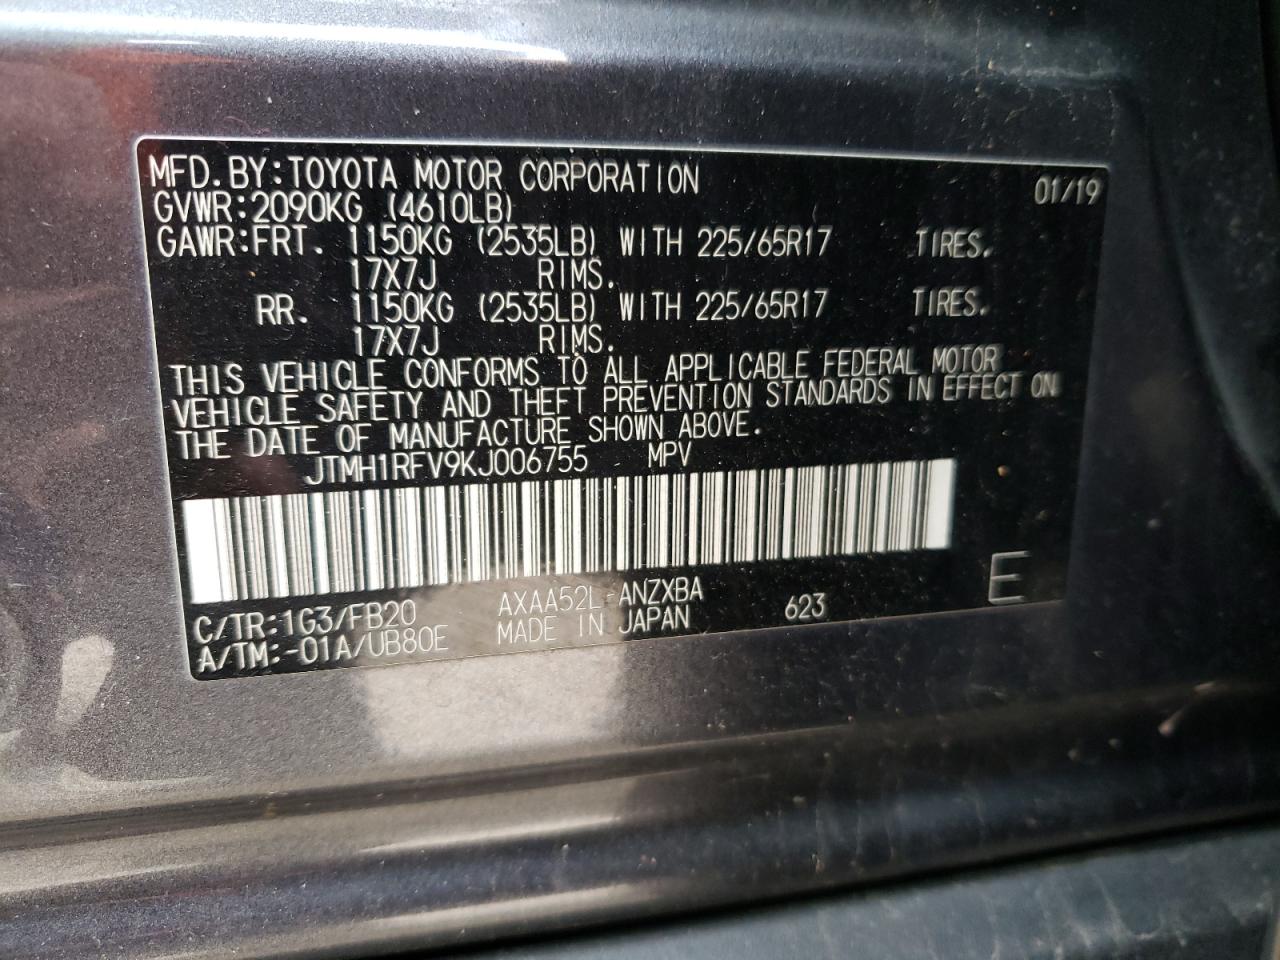 MFD.BY:TOYOTA MOTOR CORPORATION 01/19
GVWR:2090KG (4610LB)
GAWR:FRT. 1150KG (2535LB) WITH 225/65R17 TIRES.
17X7J RIMS.
RR. 1150KG (2535LB) WITH 225/65R17 TIRES.
17X7J RIMS.
THIS VEHICLE CONFORMS TO ALL APPLICABLE FEDERAL MOTOR
VEHICLE SAFETY AND THEFT PREVENTION STANDARDS IN EFFECT ON
THE DATE OF MANUFACTURE SHOWN ABOVE.
JTMH1RFV9KJ006755 MPV
E
C/TR:1G3/FB20 AXAA52L-ANZXBA 623
A/TM:-01A/UB80E MADE IN JAPAN